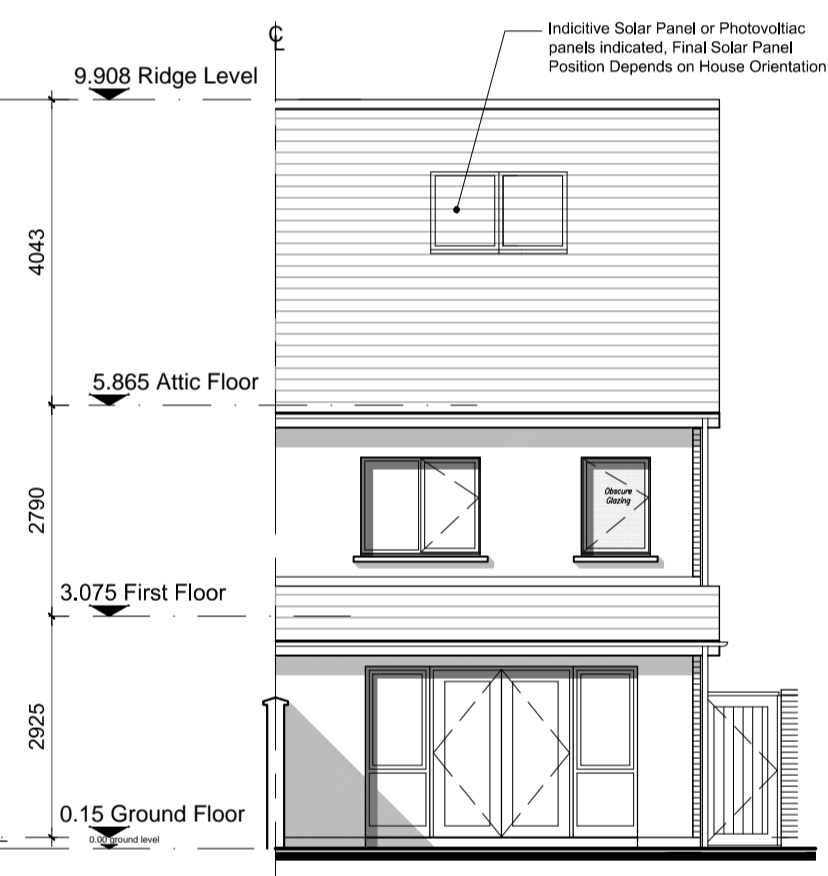 ℄
Indicitive Solar Panel or Photovoltiac
panels indicated, Final Solar Panel
Position Depends on House Orientation
9.908 Ridge Level
4043
5.865 Attic Floor
2790
Obscure
Glazing
3.075 First Floor
2925
0.15 Ground Floor
0.00 ground level